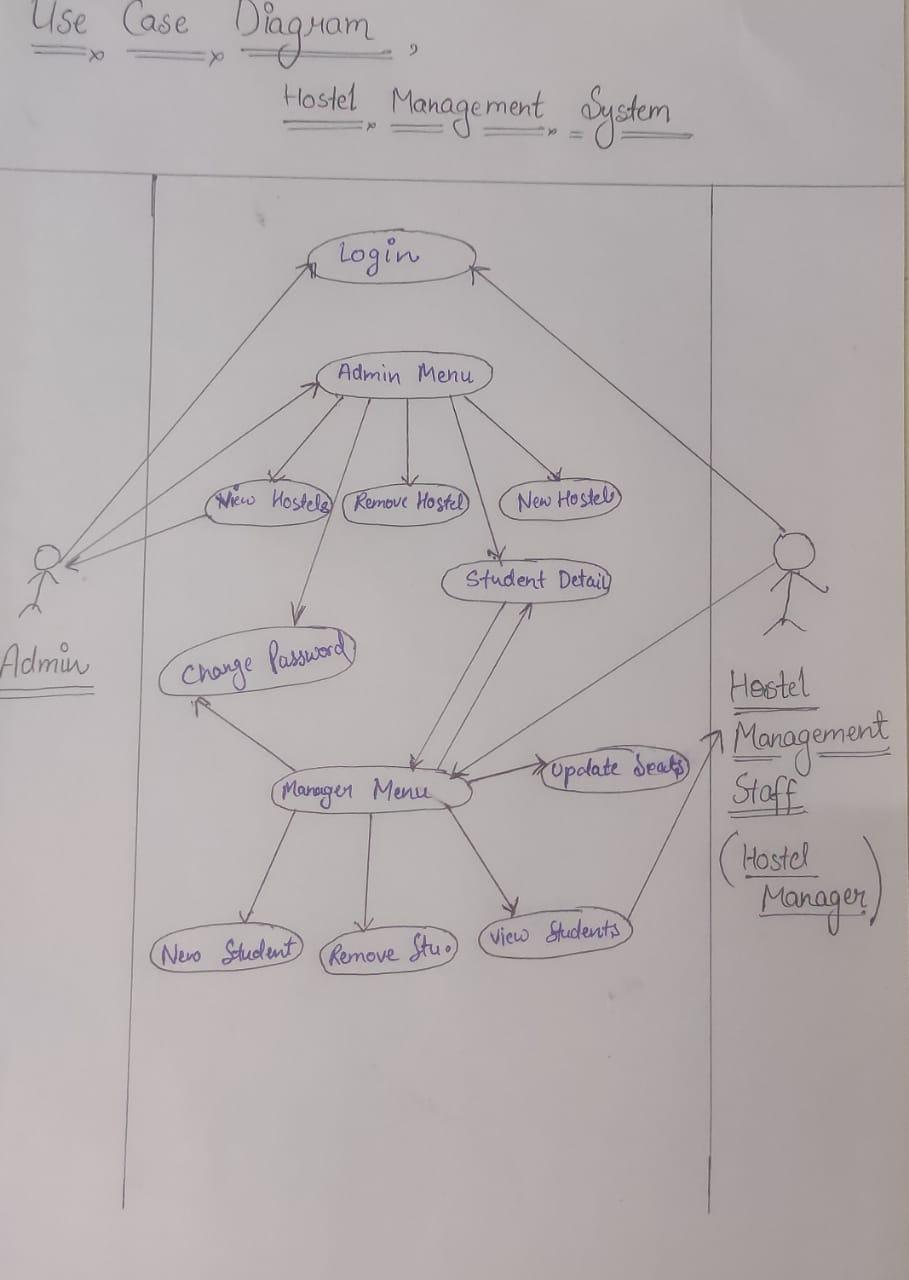 Use Case Diagram,
Hostel Management System
Login
Admin Menu
View Hostels
Remove Hostel
New Hostels
Student Detail
Admin
Change Password
Hostel
Management
Staff
(Hostel
Manager)
Update Seats
Manager Menu
New Student
Remove Stu.
View Students